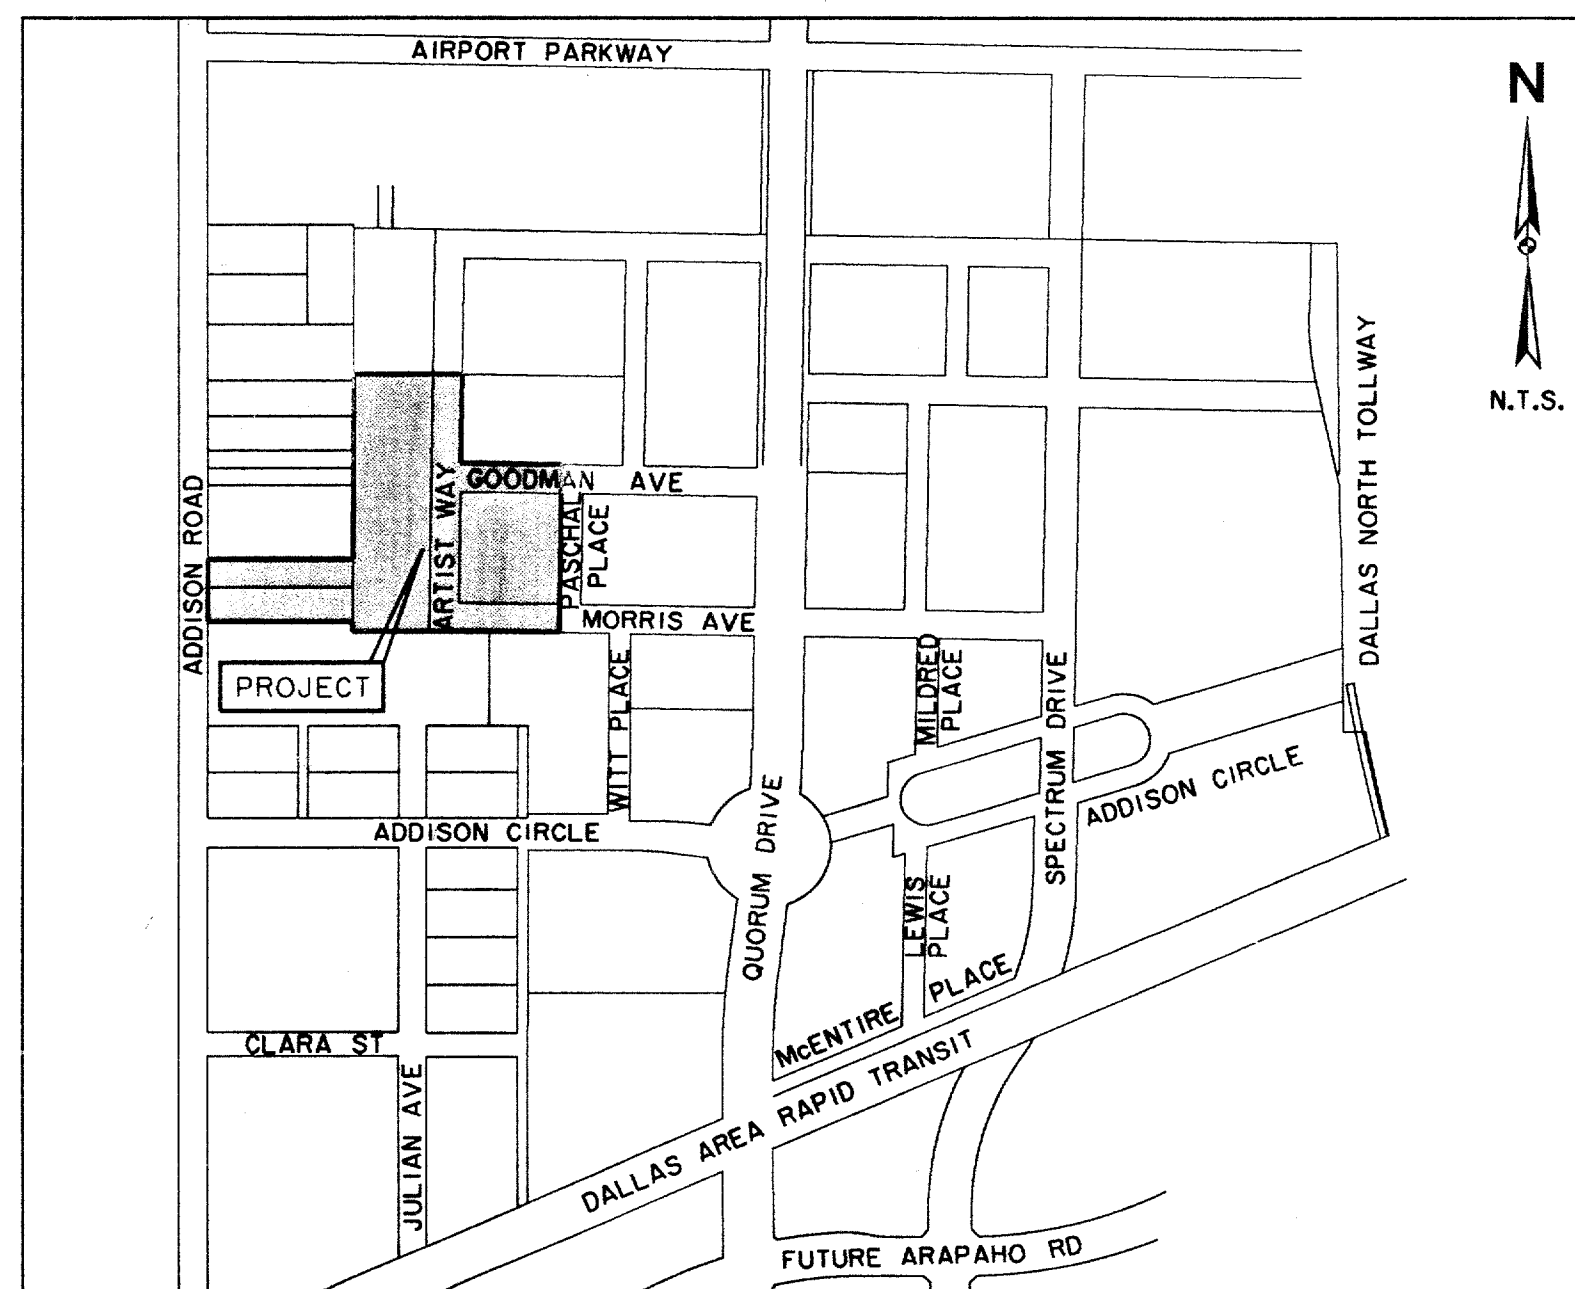 AIRPORT PARKWAY
N
N.T.S.
DALLAS NORTH TOLLWAY
ADDISON ROAD
ARTIST WAY
GOODMAN AVE
PASCHAL
PLACE
MORRIS AVE
PROJECT
WITT PLACE
MILDRED
PLACE
SPECTRUM DRIVE
QUORUM DRIVE
ADDISON CIRCLE
ADDISON CIRCLE
LEWIS
PLACE
McENTIRE PLACE
CLARA ST
JULIAN AVE
DALLAS AREA RAPID TRANSIT
FUTURE ARAPAHO RD